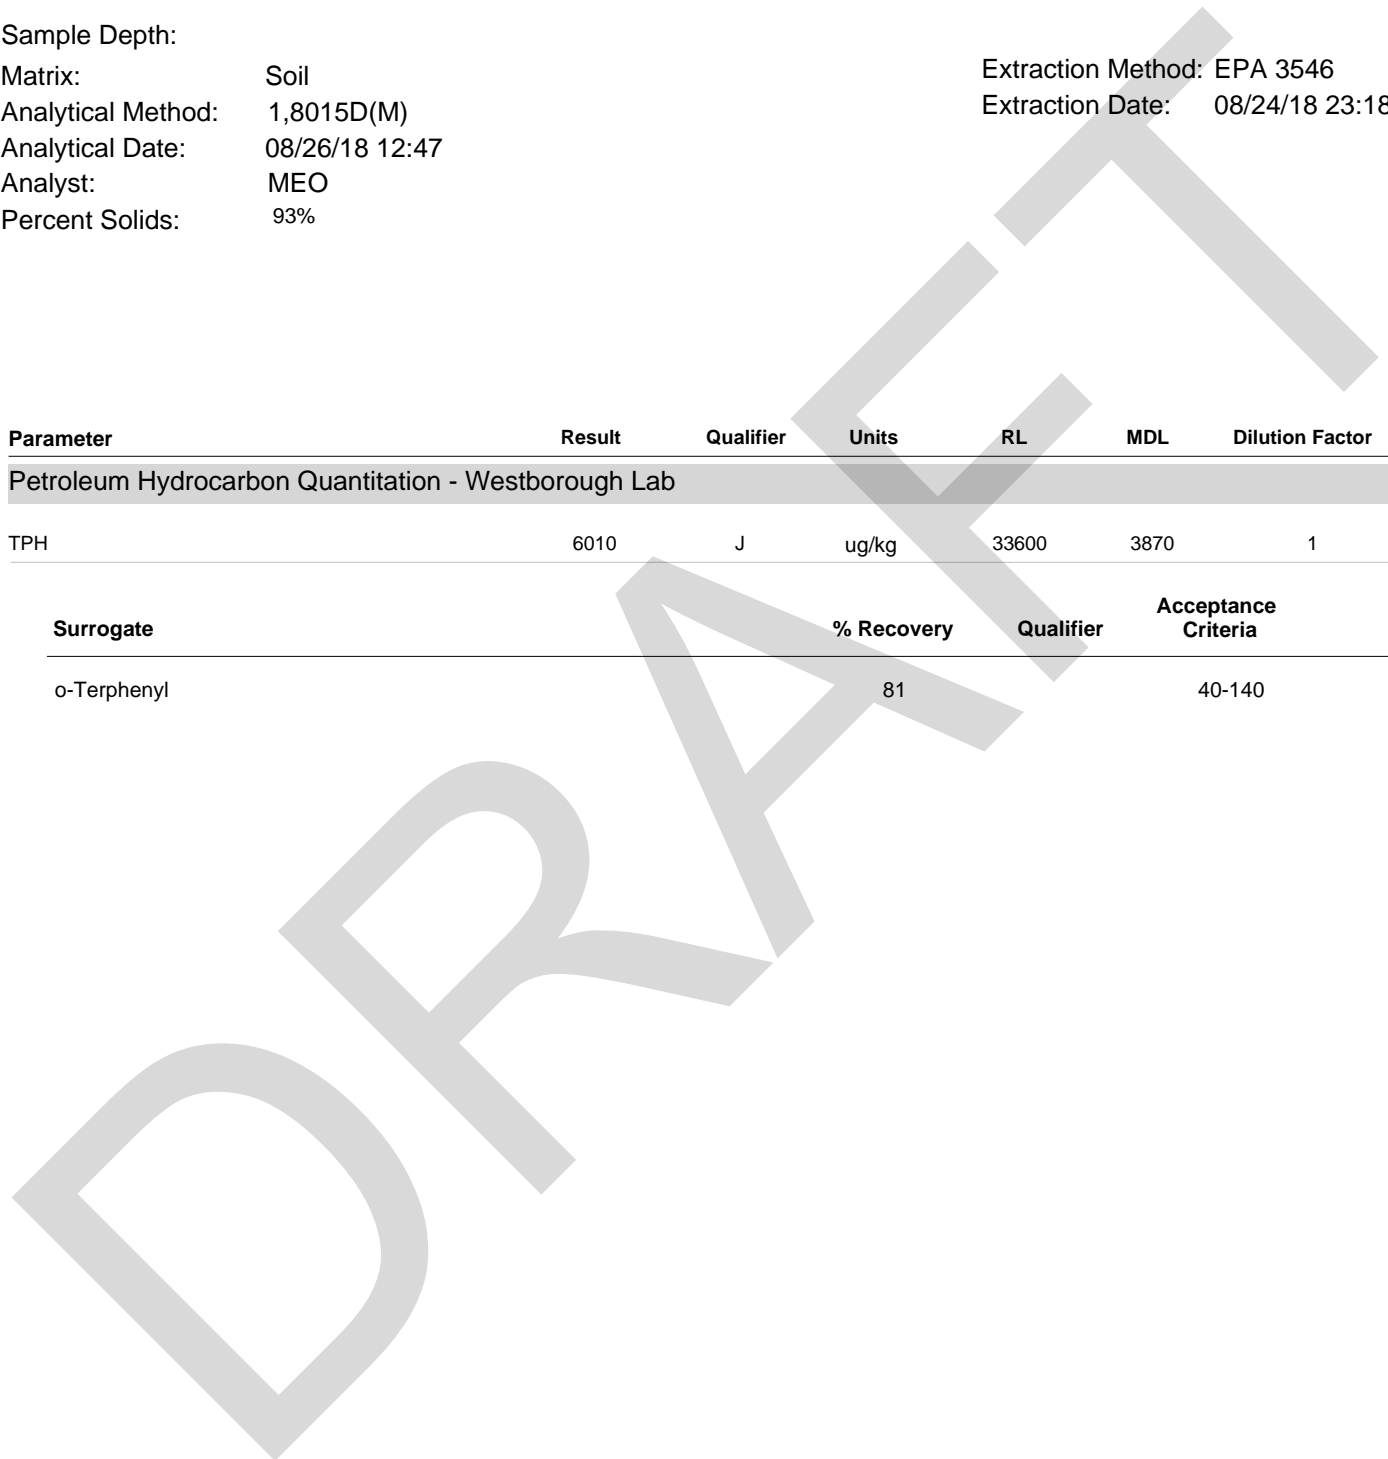 Sample Depth:
Matrix: Soil
Extraction Method: EPA 3546
Analytical Method: 1,8015D(M)
Extraction Date: 08/24/18 23:18
Analytical Date: 08/26/18 12:47
Analyst: MEO
Percent Solids: 93%
Parameter Result Qualifier Units RL MDL Dilution Factor
Petroleum Hydrocarbon Quantitation - Westborough Lab
TPH 6010 J ug/kg 33600 3870 1
Surrogate % Recovery Qualifier Acceptance Criteria
o-Terphenyl 81 40-140
DRAFT